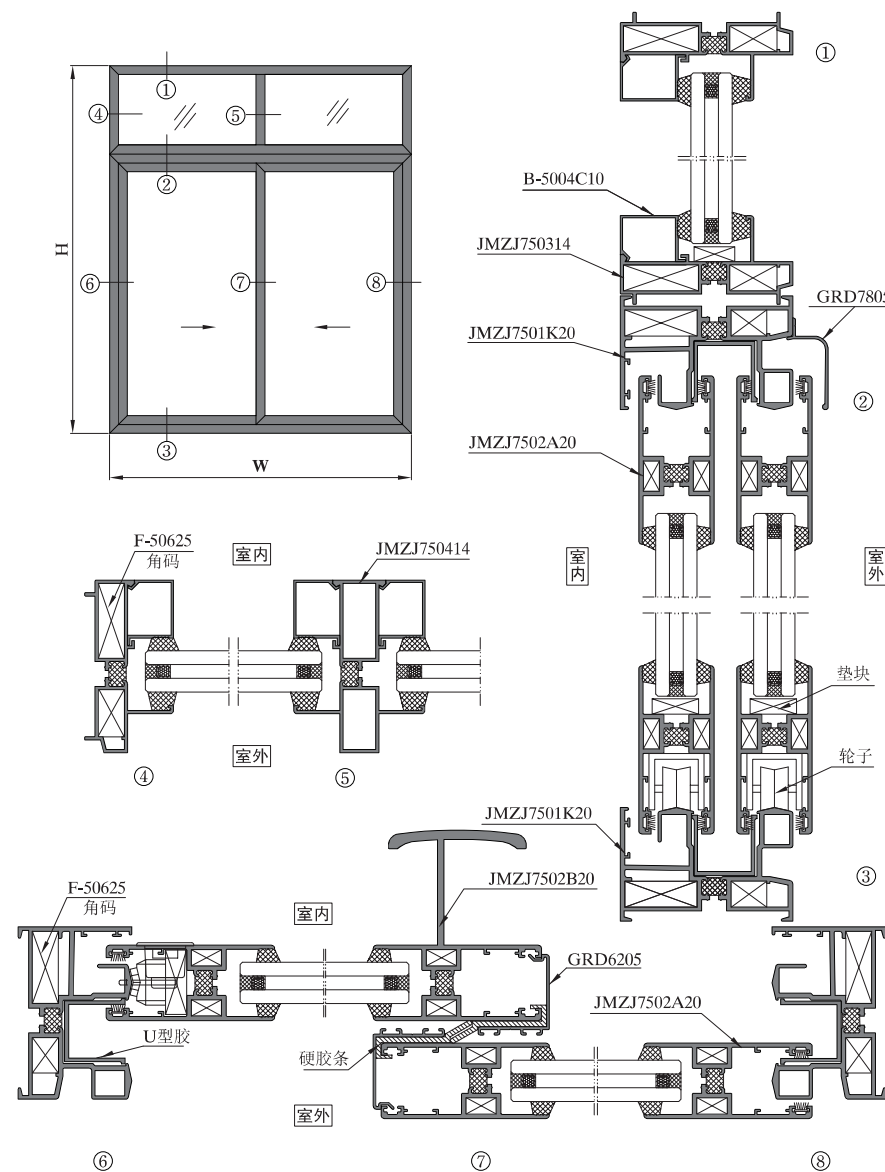 ①
④
⑤
②
H
⑥
⑦
⑧
③
W
①
B-5004C10
JMZJ750314
GRD7805
JMZJ7501K20
②
JMZJ7502A20
室内
室外
垫块
轮子
JMZJ7501K20
③
F-50625
角码
室内
JMZJ750414
室外
④
⑤
F-50625
角码
室内
JMZJ7502B20
GRD6205
JMZJ7502A20
U型胶
硬胶条
室外
⑥
⑦
⑧